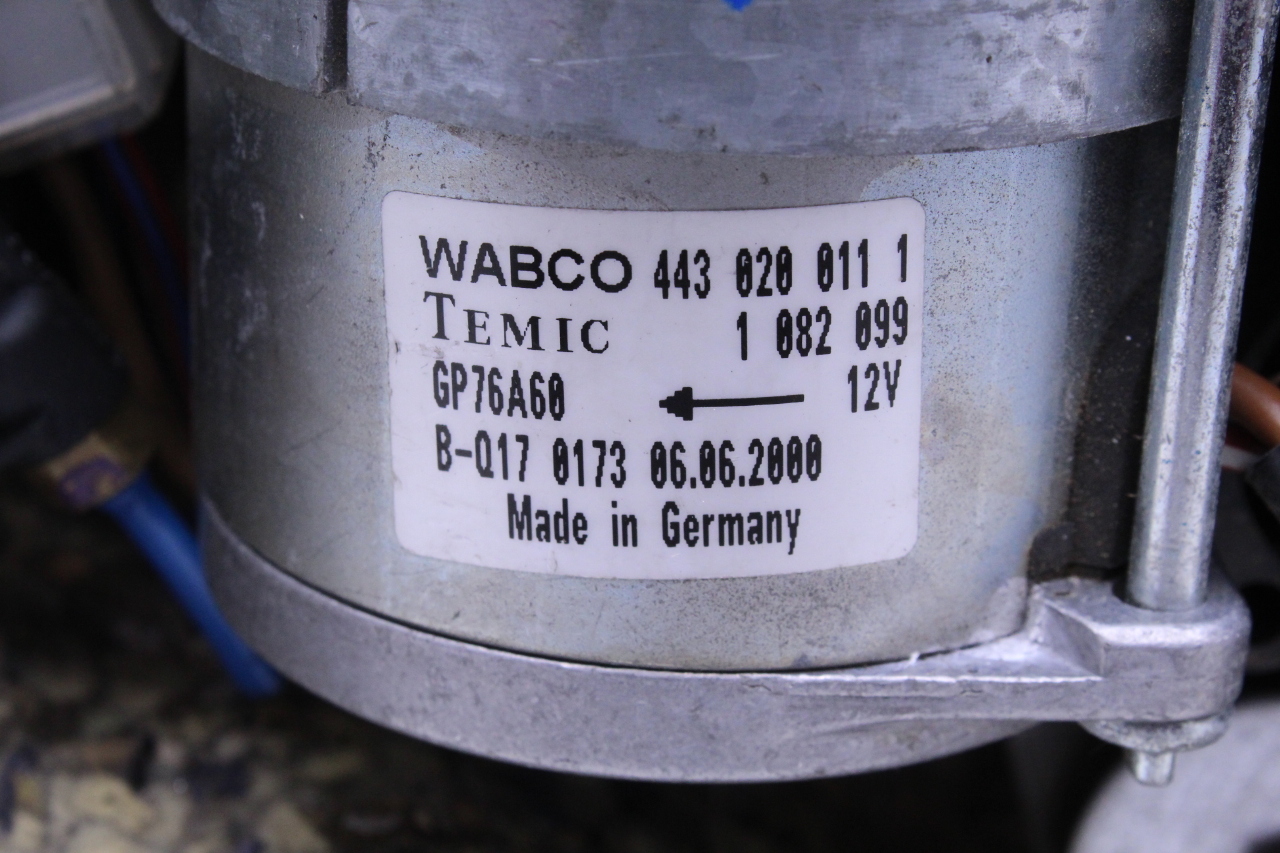 WABCO 443 020 011 1
TEMIC 1 082 099
GP76A60 12V
B-Q17 0173 06.06.2000
Made in Germany